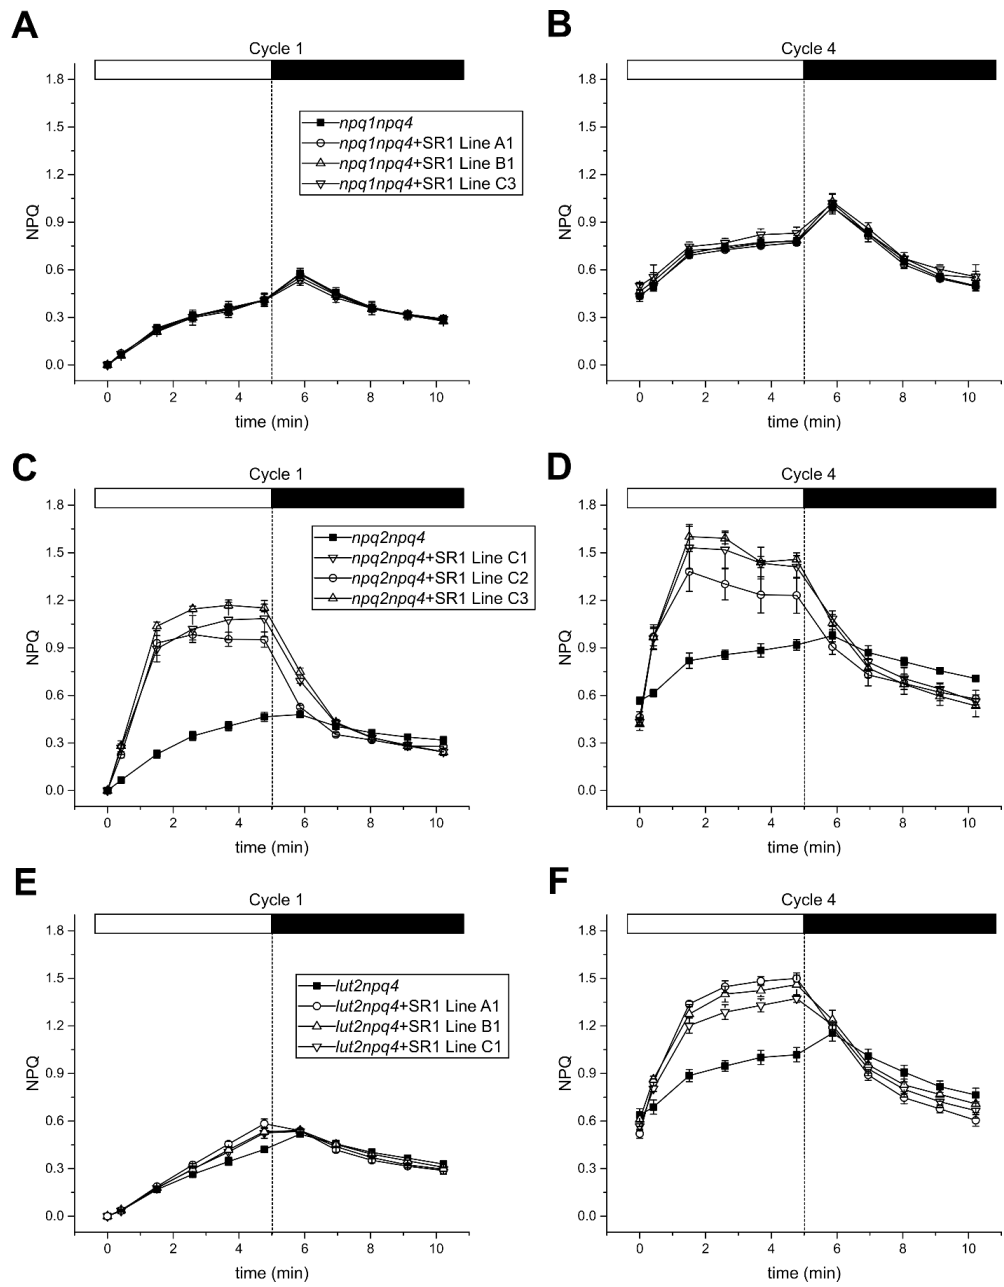 A
Cycle 1
1.8
1.5
1.2
0.9
0.6
0.3
0.0
NPQ
npq1npq4
npq1npq4+SR1 Line A1
npq1npq4+SR1 Line B1
npq1npq4+SR1 Line C3
0 2 4 6 8 10
time (min)
B
Cycle 4
1.8
1.5
1.2
0.9
0.6
0.3
0.0
NPQ
0 2 4 6 8 10
time (min)
C
Cycle 1
1.8
1.5
1.2
0.9
0.6
0.3
0.0
NPQ
npq2npq4
npq2npq4+SR1 Line C1
npq2npq4+SR1 Line C2
npq2npq4+SR1 Line C3
0 2 4 6 8 10
time (min)
D
Cycle 4
1.8
1.5
1.2
0.9
0.6
0.3
0.0
NPQ
0 2 4 6 8 10
time (min)
E
Cycle 1
1.8
1.5
1.2
0.9
0.6
0.3
0.0
NPQ
lut2npq4
lut2npq4+SR1 Line A1
lut2npq4+SR1 Line B1
lut2npq4+SR1 Line C1
0 2 4 6 8 10
time (min)
F
Cycle 4
1.8
1.5
1.2
0.9
0.6
0.3
0.0
NPQ
0 2 4 6 8 10
time (min)